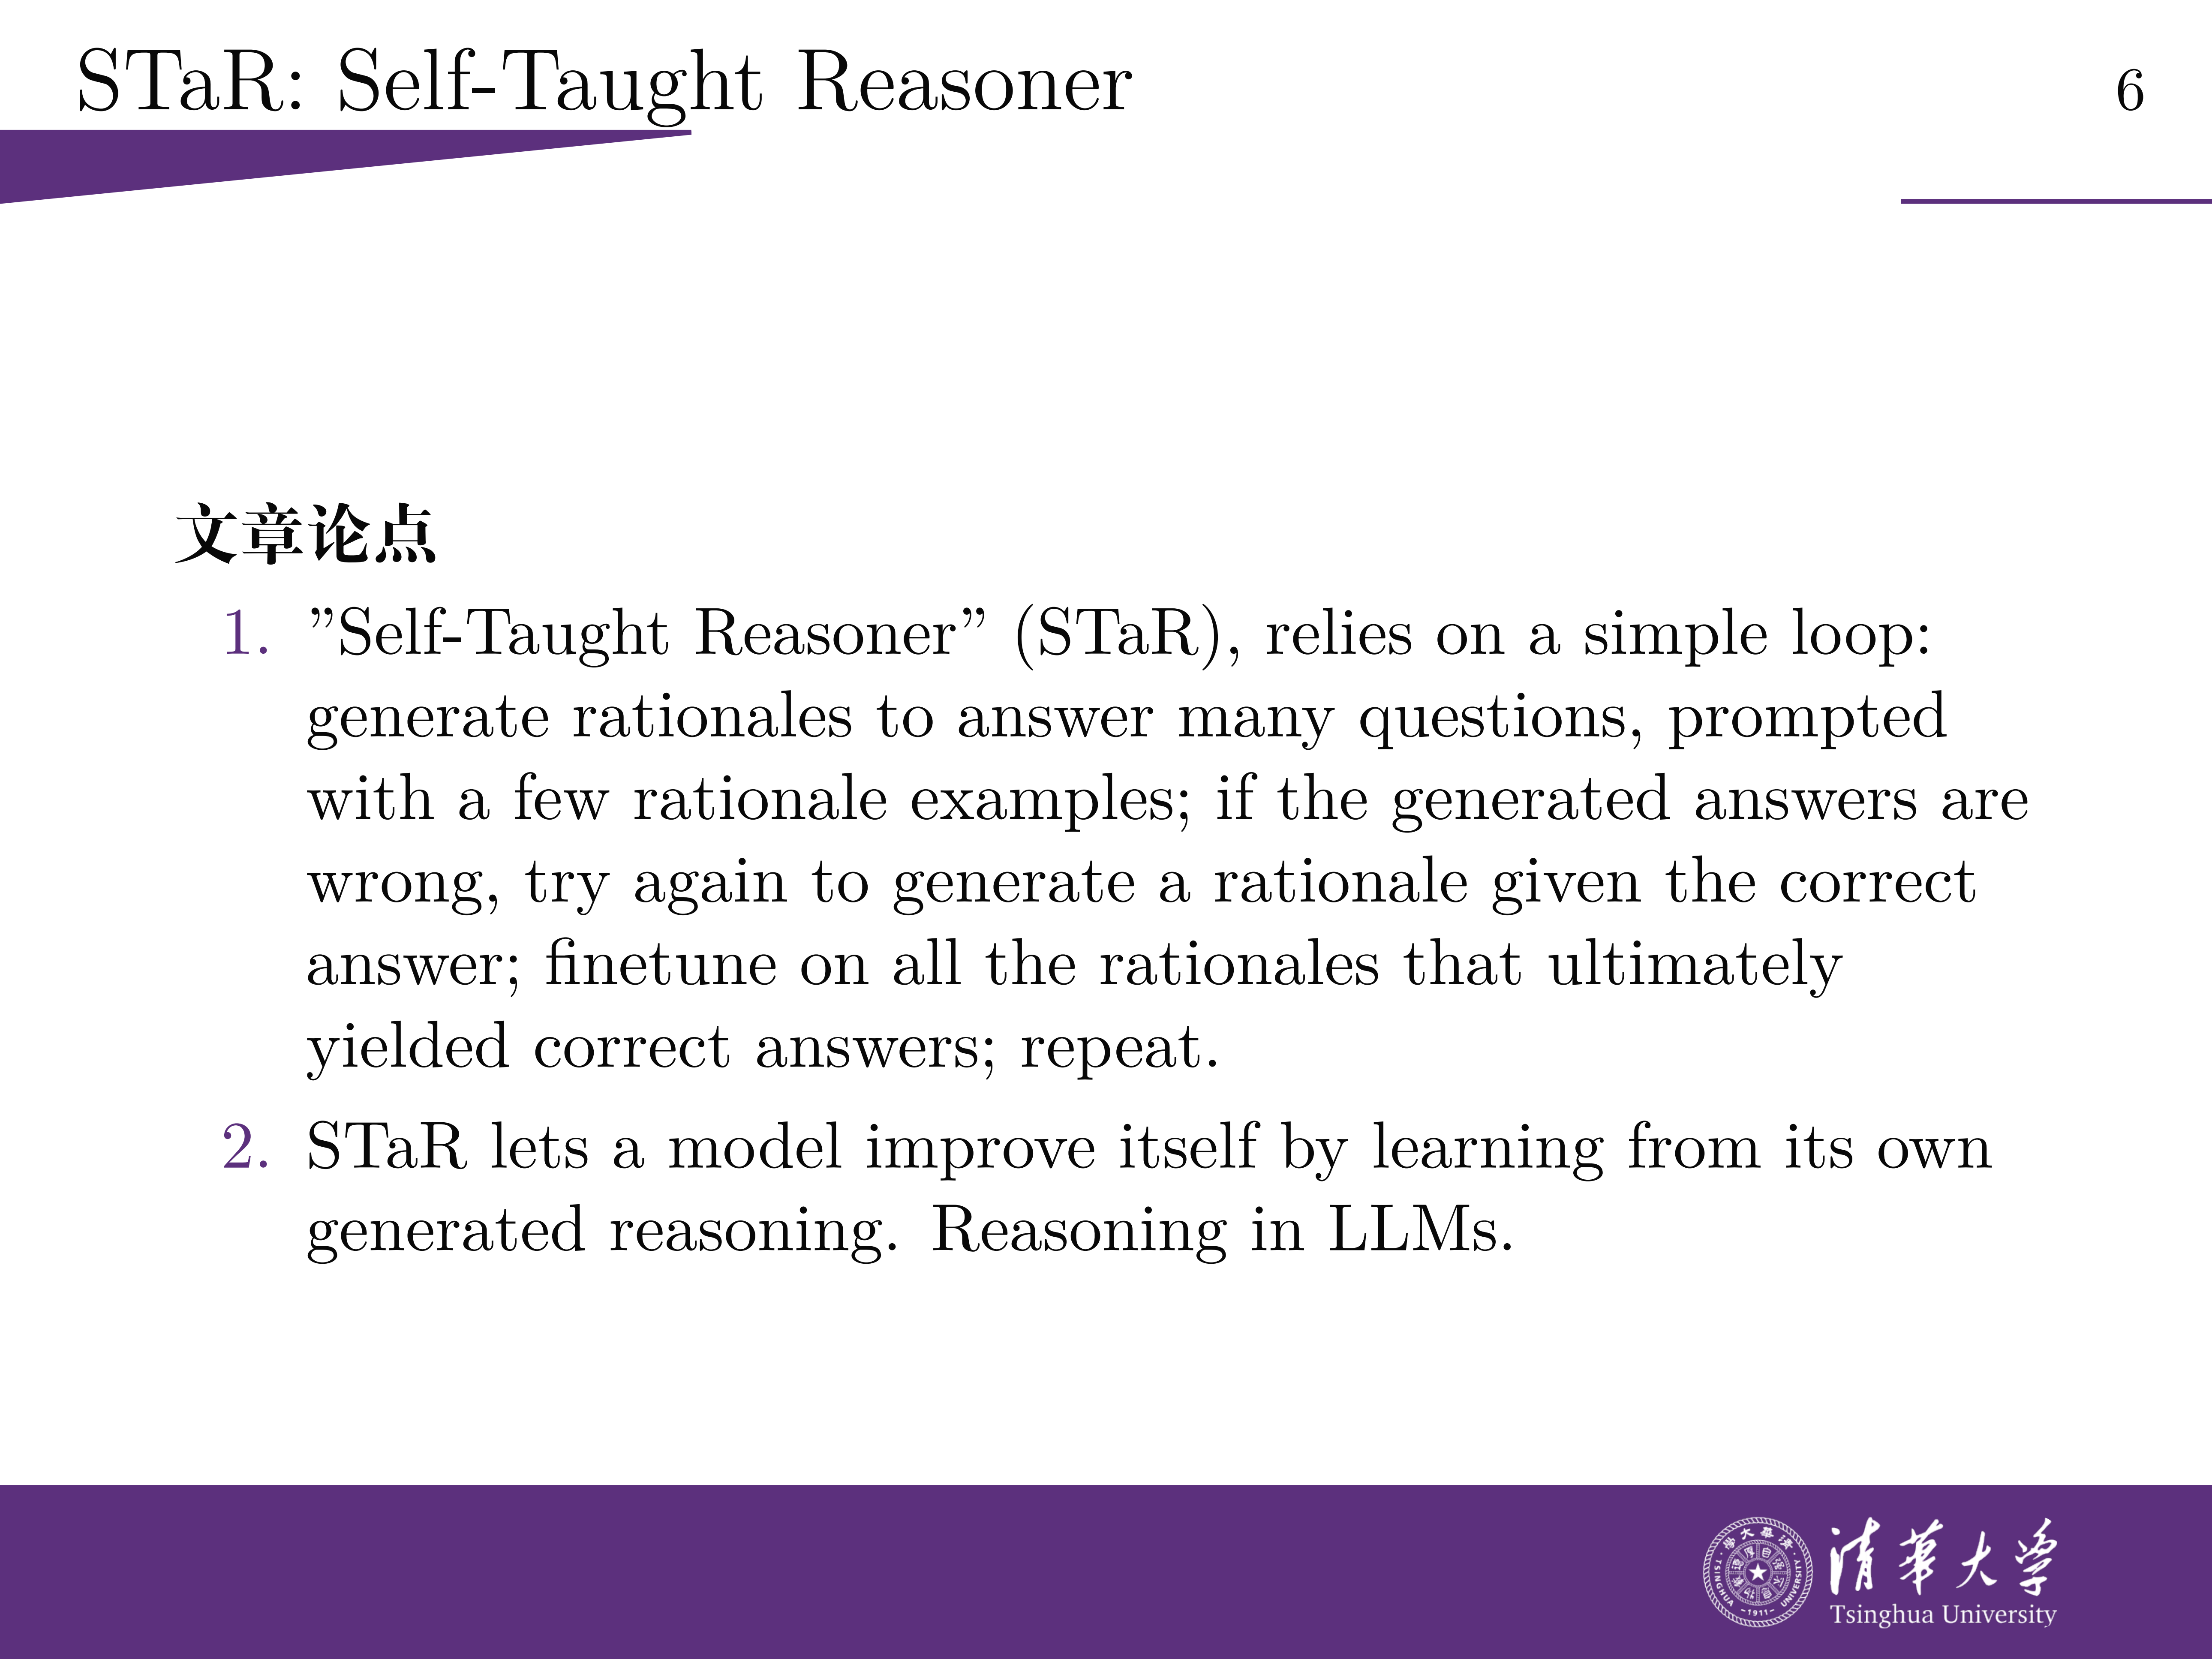 STaR: Self-Taught Reasoner
6
文章论点
1. ”Self-Taught Reasoner” (STaR), relies on a simple loop:
generate rationales to answer many questions, prompted
with a few rationale examples; if the generated answers are
wrong, try again to generate a rationale given the correct
answer; finetune on all the rationales that ultimately
yielded correct answers; repeat.
2. STaR lets a model improve itself by learning from its own
generated reasoning. Reasoning in LLMs.
清華大学
Tsinghua University
TSINGHUA UNIVERSITY
-1911-